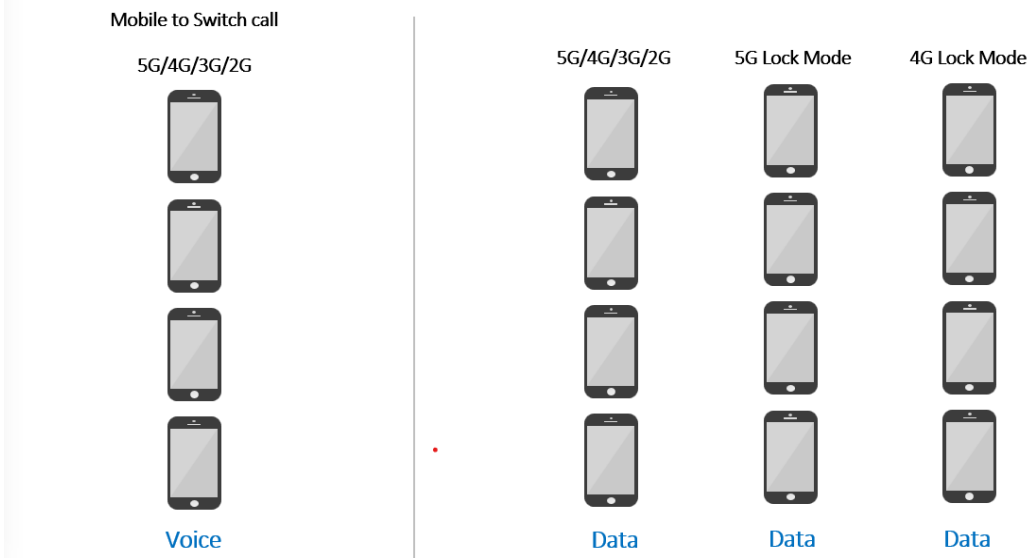 Mobile to Switch call
5G/4G/3G/2G
Voice
5G/4G/3G/2G
5G Lock Mode
4G Lock Mode
Data
Data
Data